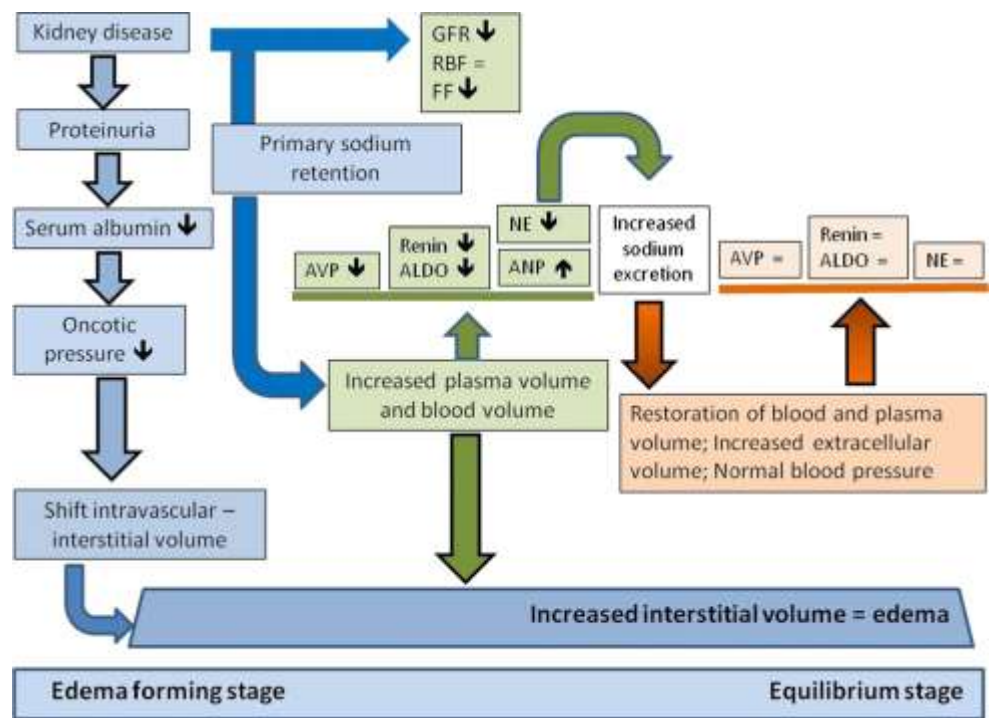 Kidney disease
Proteinuria
Serum albumin ↓
Oncotic
pressure ↓
Shift intravascular –
interstitial volume
GFR ↓
RBF =
FF ↓
Primary sodium
retention
AVP ↓
Renin ↓
ALDO ↓
NE ↓
ANP ↑
Increased plasma volume
and blood volume
Increased
sodium
excretion
AVP =
Renin =
ALDO =
NE =
Restoration of blood and plasma
volume; Increased extracellular
volume; Normal blood pressure
Increased interstitial volume = edema
Edema forming stage
Equilibrium stage